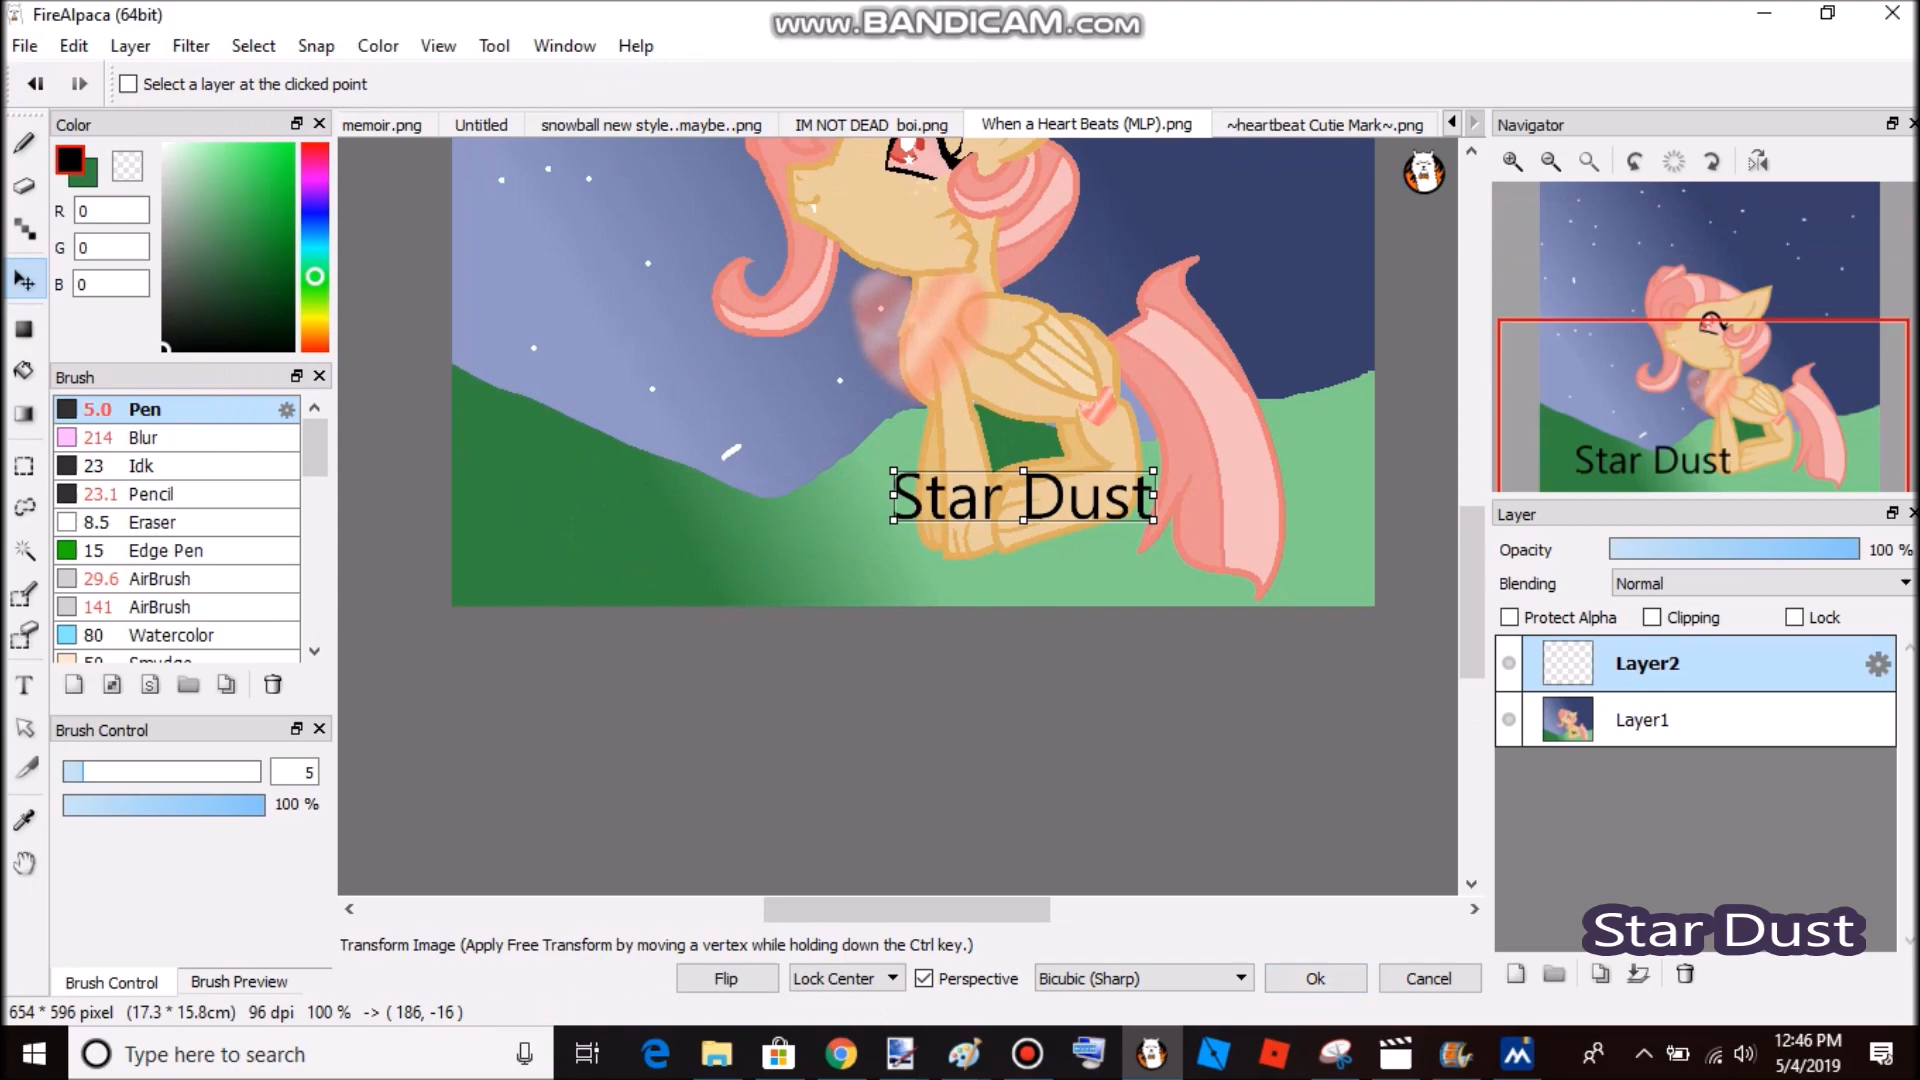 FireAlpaca (64bit)
www.BANDICAM.com
File Edit Layer Filter Select Snap Color View Tool Window Help
Select a layer at the clicked point
Color
memoir.png Untitled snowball new style..maybe..png IM NOT DEAD boi.png When a Heart Beats (MLP).png ~heartbeat Cutie Mark~.png
Navigator
R 0
G 0
B 0
Brush
5.0 Pen
214 Blur
23 Idk
23.1 Pencil
8.5 Eraser
15 Edge Pen
29.6 AirBrush
141 AirBrush
80 Watercolor
50 Smudge
Star Dust
Star Dust
Layer
Opacity 100 %
Blending Normal
Protect Alpha Clipping Lock
Layer2
Layer1
Brush Control
5
100 %
Star Dust
Transform Image (Apply Free Transform by moving a vertex while holding down the Ctrl key.)
Flip Lock Center Perspective Bicubic (Sharp) Ok Cancel
Brush Control Brush Preview
654 * 596 pixel (17.3 * 15.8cm) 96 dpi 100 % -> ( 186, -16 )
Type here to search
12:46 PM
5/4/2019